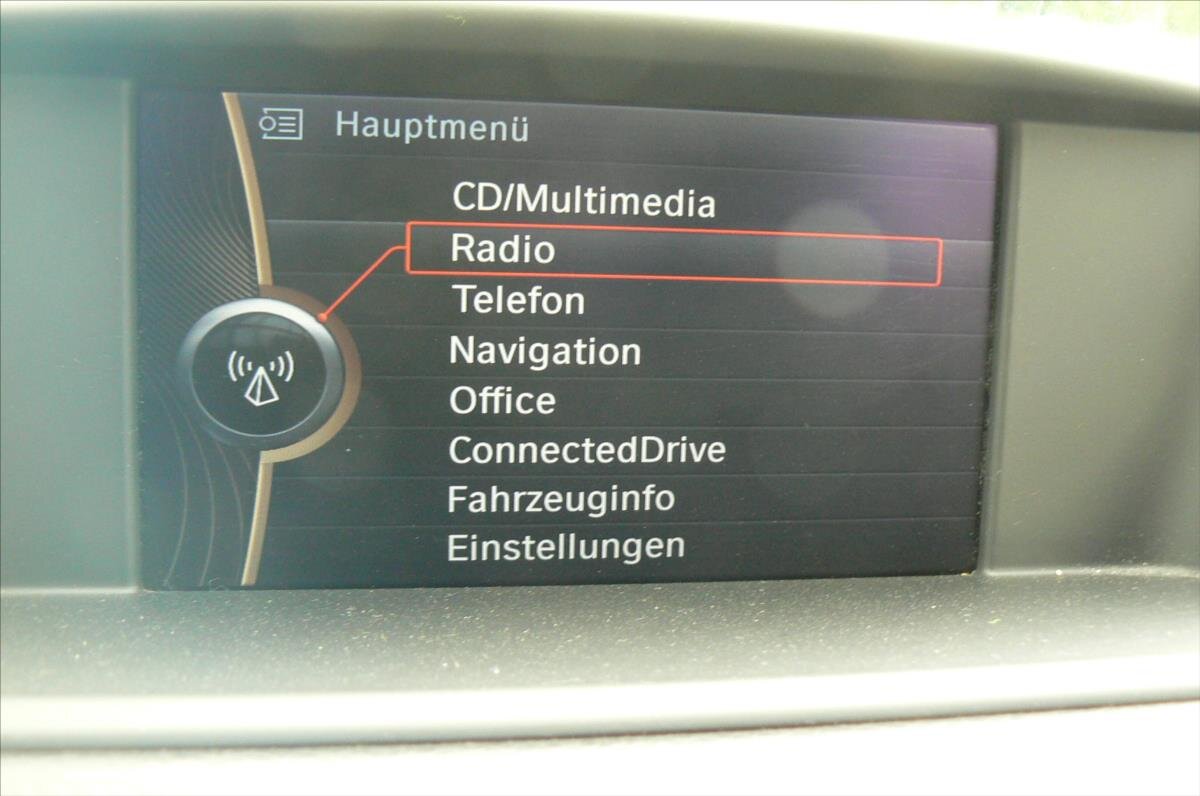 Hauptmenü
CD/Multimedia
Radio
Telefon
Navigation
Office
ConnectedDrive
Fahrzeuginfo
Einstellungen